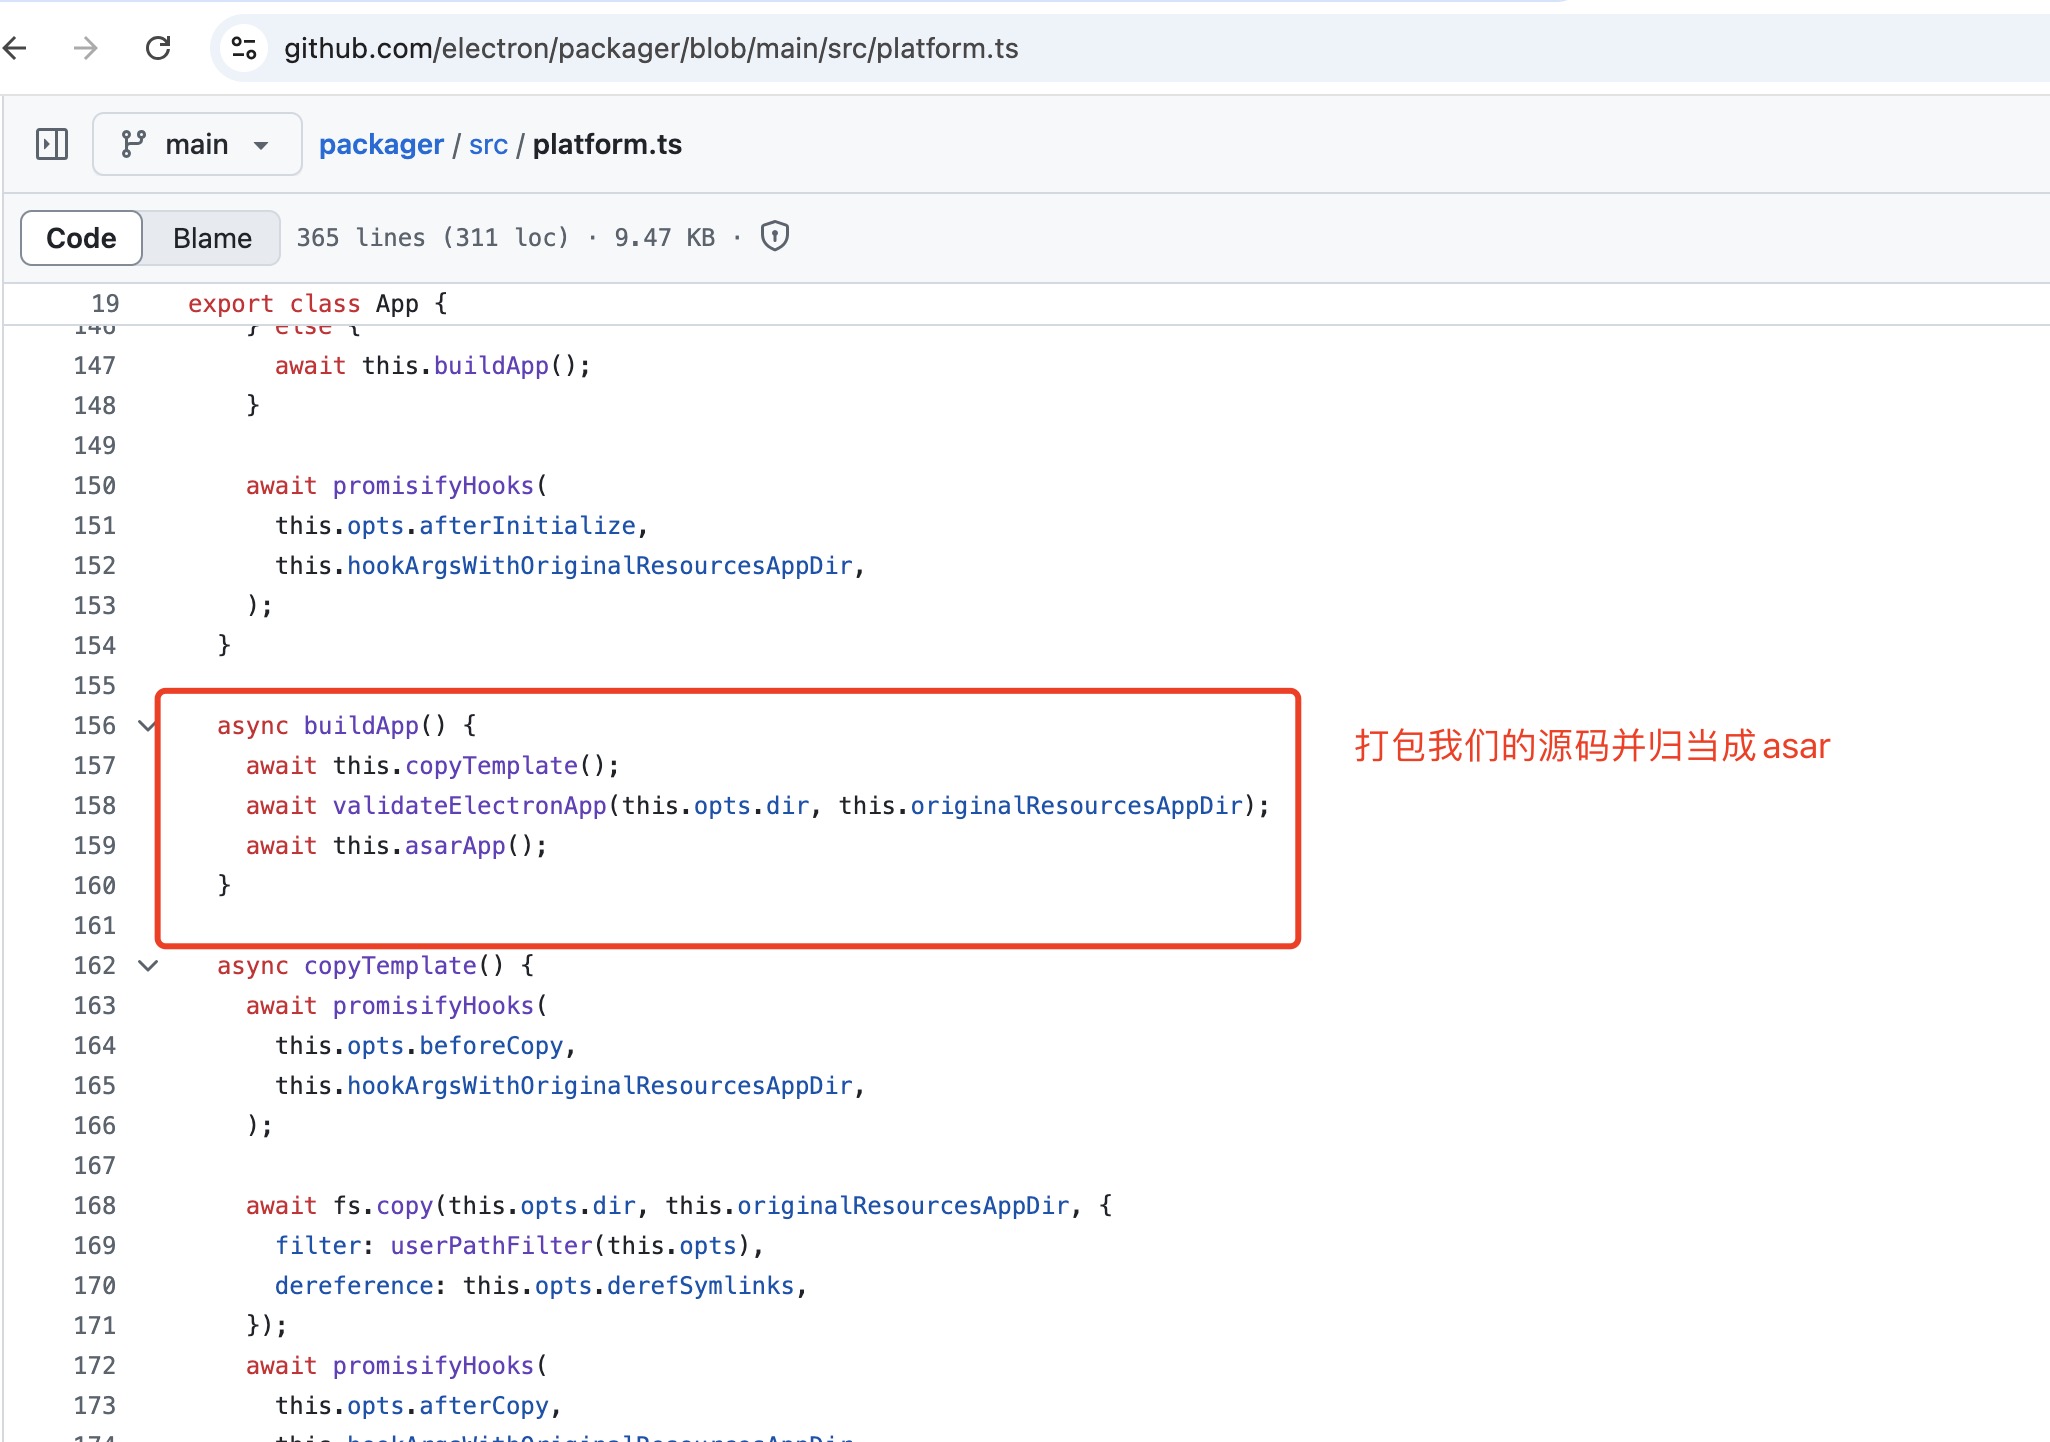 github.com/electron/packager/blob/main/src/platform.ts
main packager / src / platform.ts
Code Blame 365 lines (311 loc) · 9.47 KB ·
19 export class App {
146 } else {
147 await this.buildApp();
148 }
149
150 await promisifyHooks(
151 this.opts.afterInitialize,
152 this.hookArgsWithOriginalResourcesAppDir,
153 );
154 }
155
156 async buildApp() {
打包我们的源码并归当成 asar
157 await this.copyTemplate();
158 await validateElectronApp(this.opts.dir, this.originalResourcesAppDir);
159 await this.asarApp();
160 }
161
162 async copyTemplate() {
163 await promisifyHooks(
164 this.opts.beforeCopy,
165 this.hookArgsWithOriginalResourcesAppDir,
166 );
167
168 await fs.copy(this.opts.dir, this.originalResourcesAppDir, {
169 filter: userPathFilter(this.opts),
170 dereference: this.opts.derefSymlinks,
171 });
172 await promisifyHooks(
173 this.opts.afterCopy,
174 this.hookArgsWithOriginalResourcesAppDir